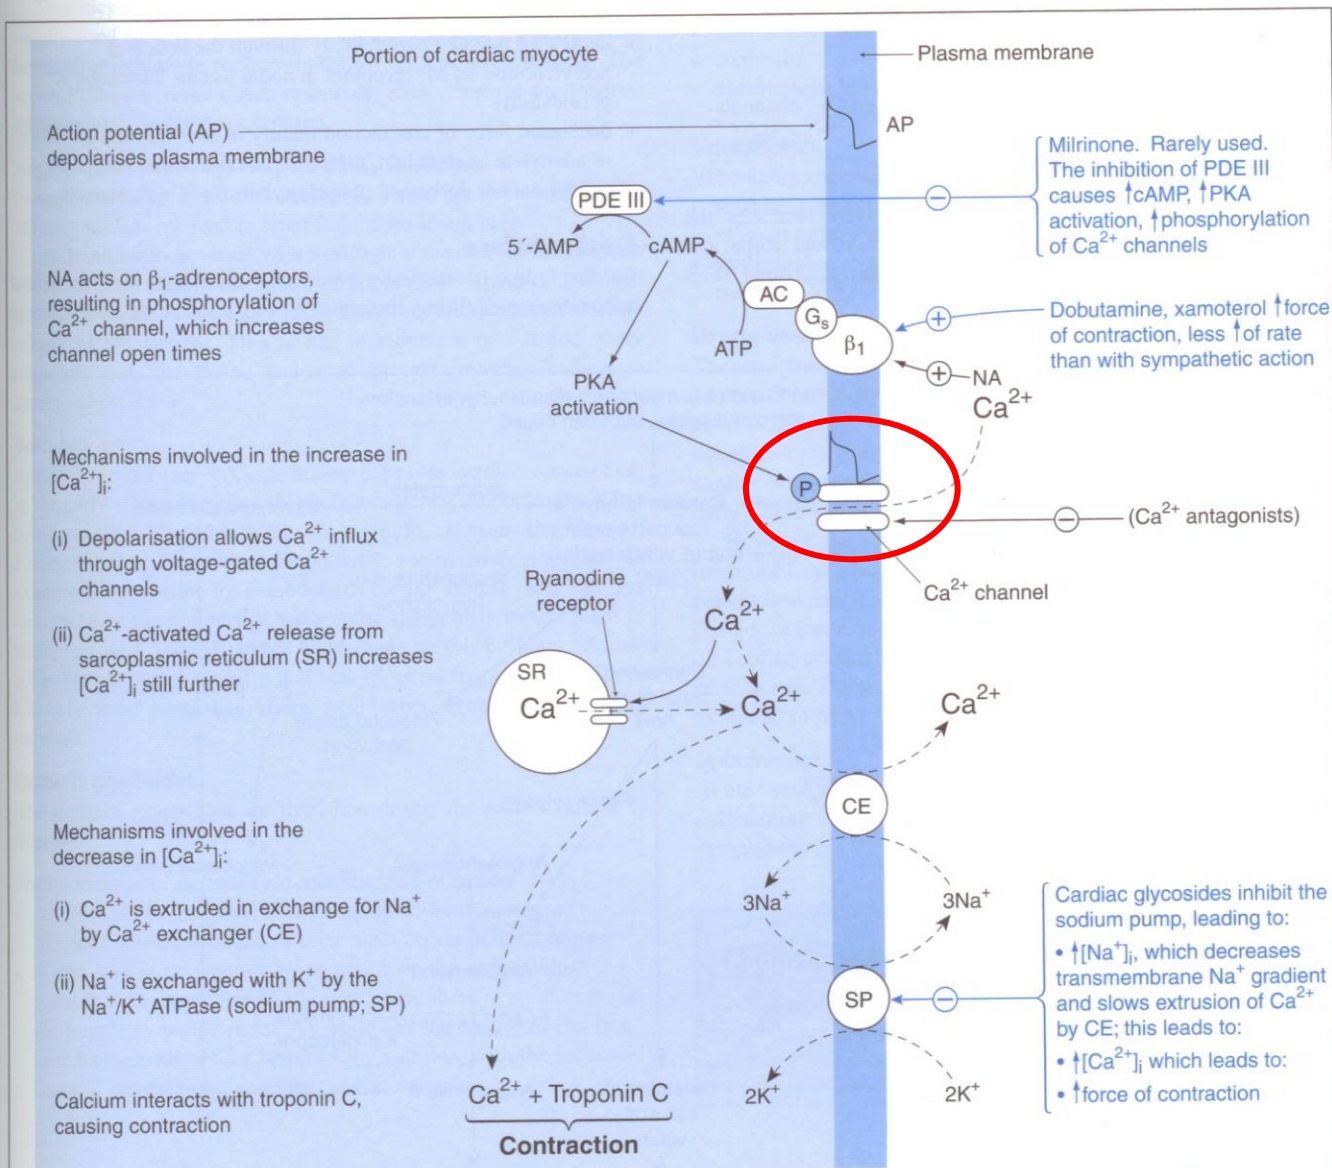 Portion of cardiac myocyte
Plasma membrane
Action potential (AP)
depolarises plasma membrane
AP
Milrinone. Rarely used.
The inhibition of PDE III
causes ↑cAMP, ↑PKA
activation, ↑phosphorylation
of Ca²⁺ channels
−
PDE III
5´-AMP
cAMP
NA acts on β₁-adrenoceptors,
resulting in phosphorylation of
Ca²⁺ channel, which increases
channel open times
AC
Gₛ
β₁
ATP
+
Dobutamine, xamoterol ↑force
of contraction, less ↑of rate
than with sympathetic action
+
NA
Ca²⁺
PKA
activation
Mechanisms involved in the increase in
[Ca²⁺]ᵢ:
(i) Depolarisation allows Ca²⁺ influx
through voltage-gated Ca²⁺
channels
(ii) Ca²⁺-activated Ca²⁺ release from
sarcoplasmic reticulum (SR) increases
[Ca²⁺]ᵢ still further
P
−
(Ca²⁺ antagonists)
Ca²⁺ channel
Ryanodine
receptor
Ca²⁺
SR
Ca²⁺
Ca²⁺
Ca²⁺
CE
Mechanisms involved in the
decrease in [Ca²⁺]ᵢ:
(i) Ca²⁺ is extruded in exchange for Na⁺
by Ca²⁺ exchanger (CE)
(ii) Na⁺ is exchanged with K⁺ by the
Na⁺/K⁺ ATPase (sodium pump; SP)
3Na⁺
3Na⁺
SP
−
Cardiac glycosides inhibit the
sodium pump, leading to:
• ↑[Na⁺]ᵢ, which decreases
transmembrane Na⁺ gradient
and slows extrusion of Ca²⁺
by CE; this leads to:
• ↑[Ca²⁺]ᵢ which leads to:
• ↑force of contraction
2K⁺
2K⁺
Calcium interacts with troponin C,
causing contraction
Ca²⁺ + Troponin C
Contraction